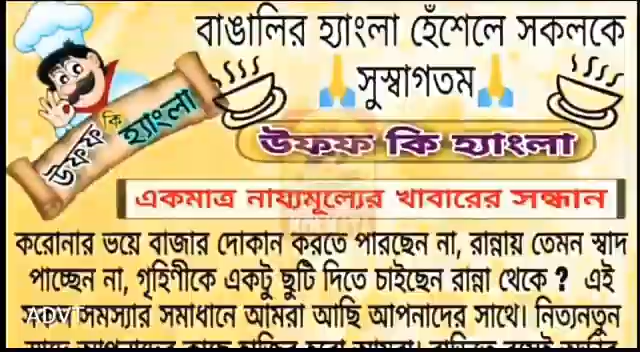 বাঙালির হ্যাংলা হেঁশেলে সকলকে
সুস্বাগতম
উফফ কি হ্যাংলা
উফফ কি হ্যাংলা
একমাত্র নায্যমূল্যের খাবারের সন্ধান
করোনার ভয়ে বাজার দোকান করতে পারছেন না, রান্নায় তেমন স্বাদ
পাচ্ছেন না, গৃহিণীকে একটু ছুটি দিতে চাইছেন রান্না থেকে ? এই
সকল সমস্যার সমাধানে আমরা আছি আপনাদের সাথে। নিত্যনতুন
ADVT